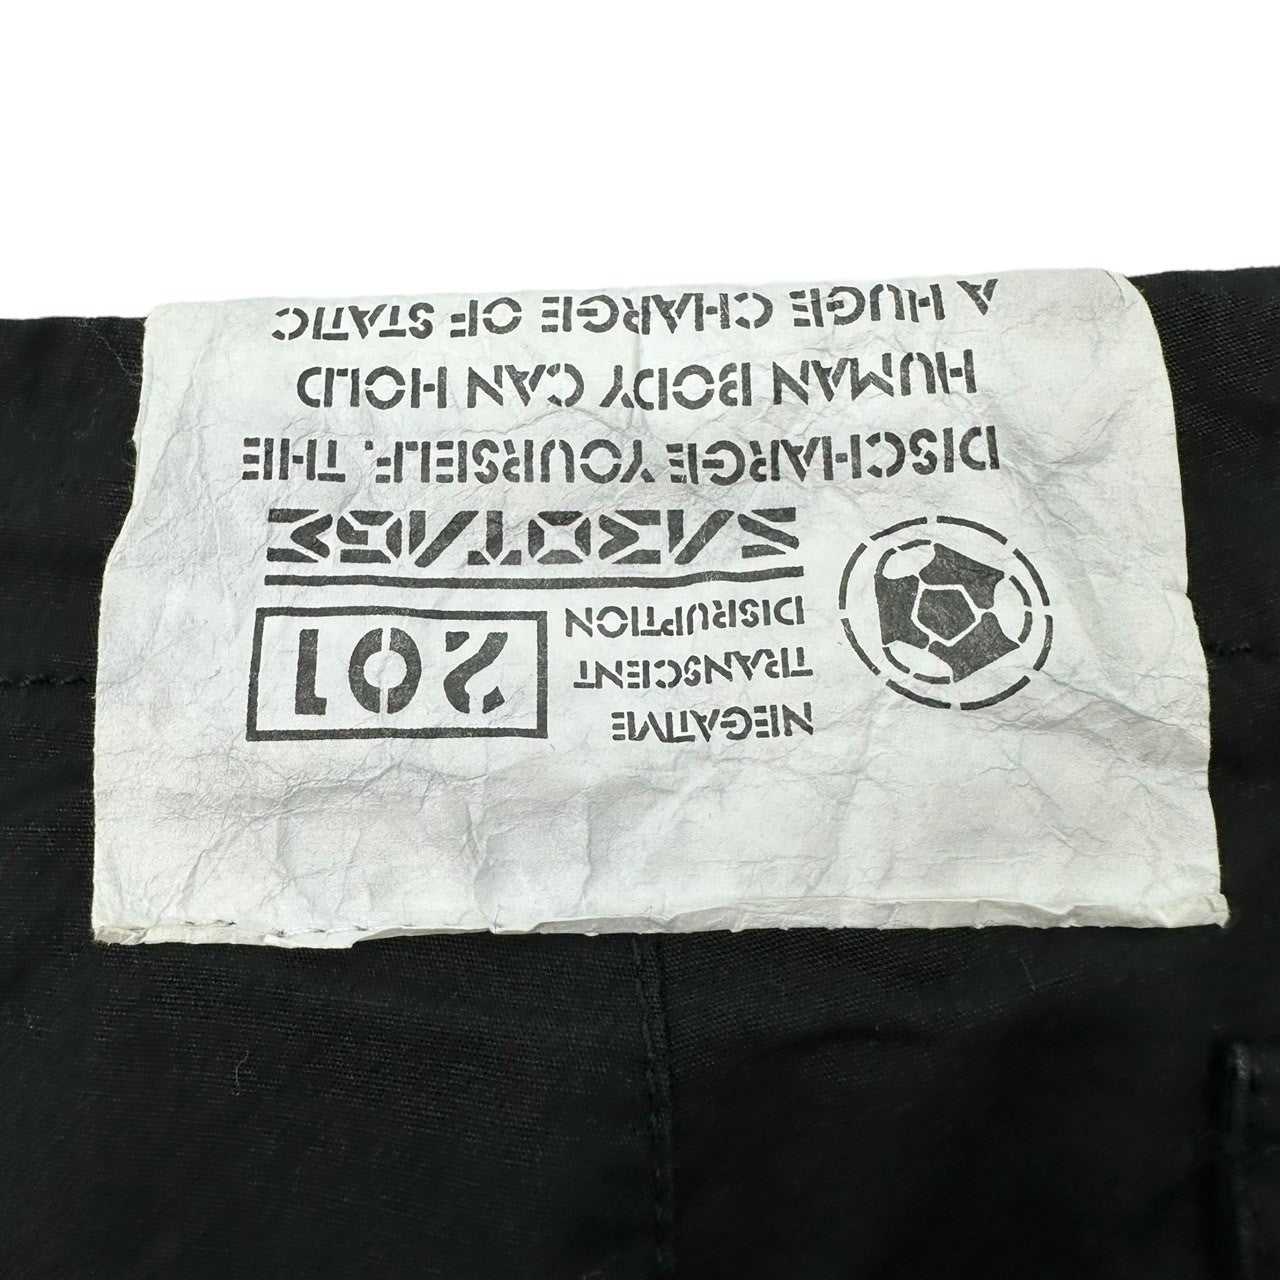 NEGATIVE
TRANSCIENT
DISRUPTION
201
SABOTAGE
DISCHARGE YOURSELF. THE
HUMAN BODY CAN HOLD
A HUGE CHARGE OF STATIC